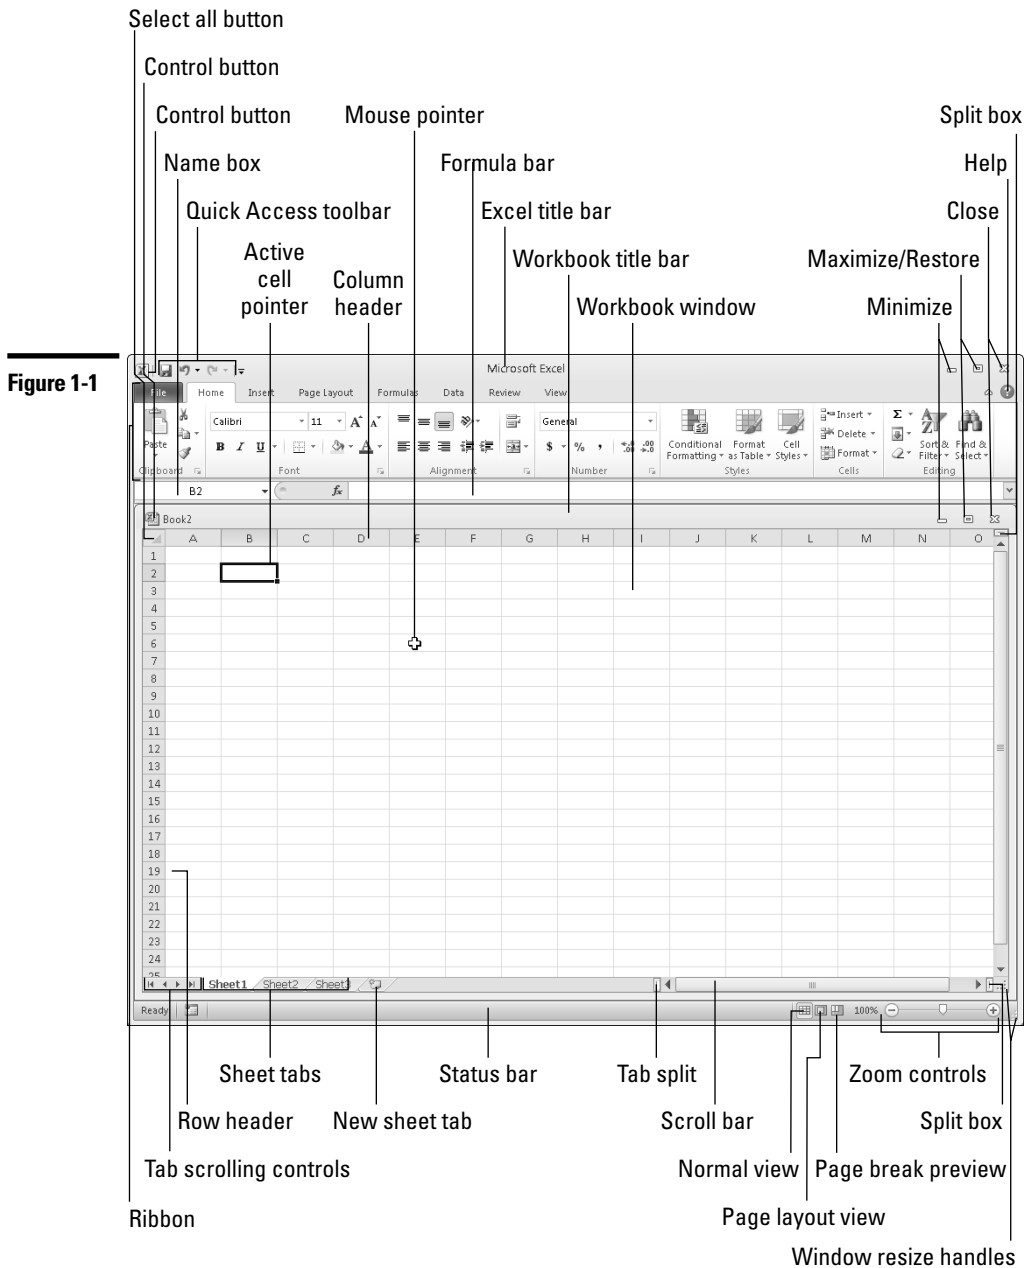 Select all button
Control button
Control button Mouse pointer Split box
Name box Formula bar Help
Quick Access toolbar Excel title bar Close
Active cell pointer
Column header
Workbook title bar Maximize/Restore
Workbook window Minimize
Figure 1-1
Microsoft Excel
File Home Insert Page Layout Formulas Data Review View
Calibri 11 A A General Insert Σ
Paste Delete
B I U A $ % , Conditional Formatting Format as Table Cell Styles Format Sort & Filter Find & Select
Clipboard Font Alignment Number Styles Cells Editing
B2 fx
Book2
A B C D E F G H I J K L M N O
1
2
3
4
5
6
7
8
9
10
11
12
13
14
15
16
17
18
19
20
21
22
23
24
25
Sheet1 Sheet2 Sheet3
Ready 100%
Sheet tabs Status bar Tab split Zoom controls
Row header New sheet tab Scroll bar Split box
Tab scrolling controls Normal view Page break preview
Ribbon Page layout view
Window resize handles